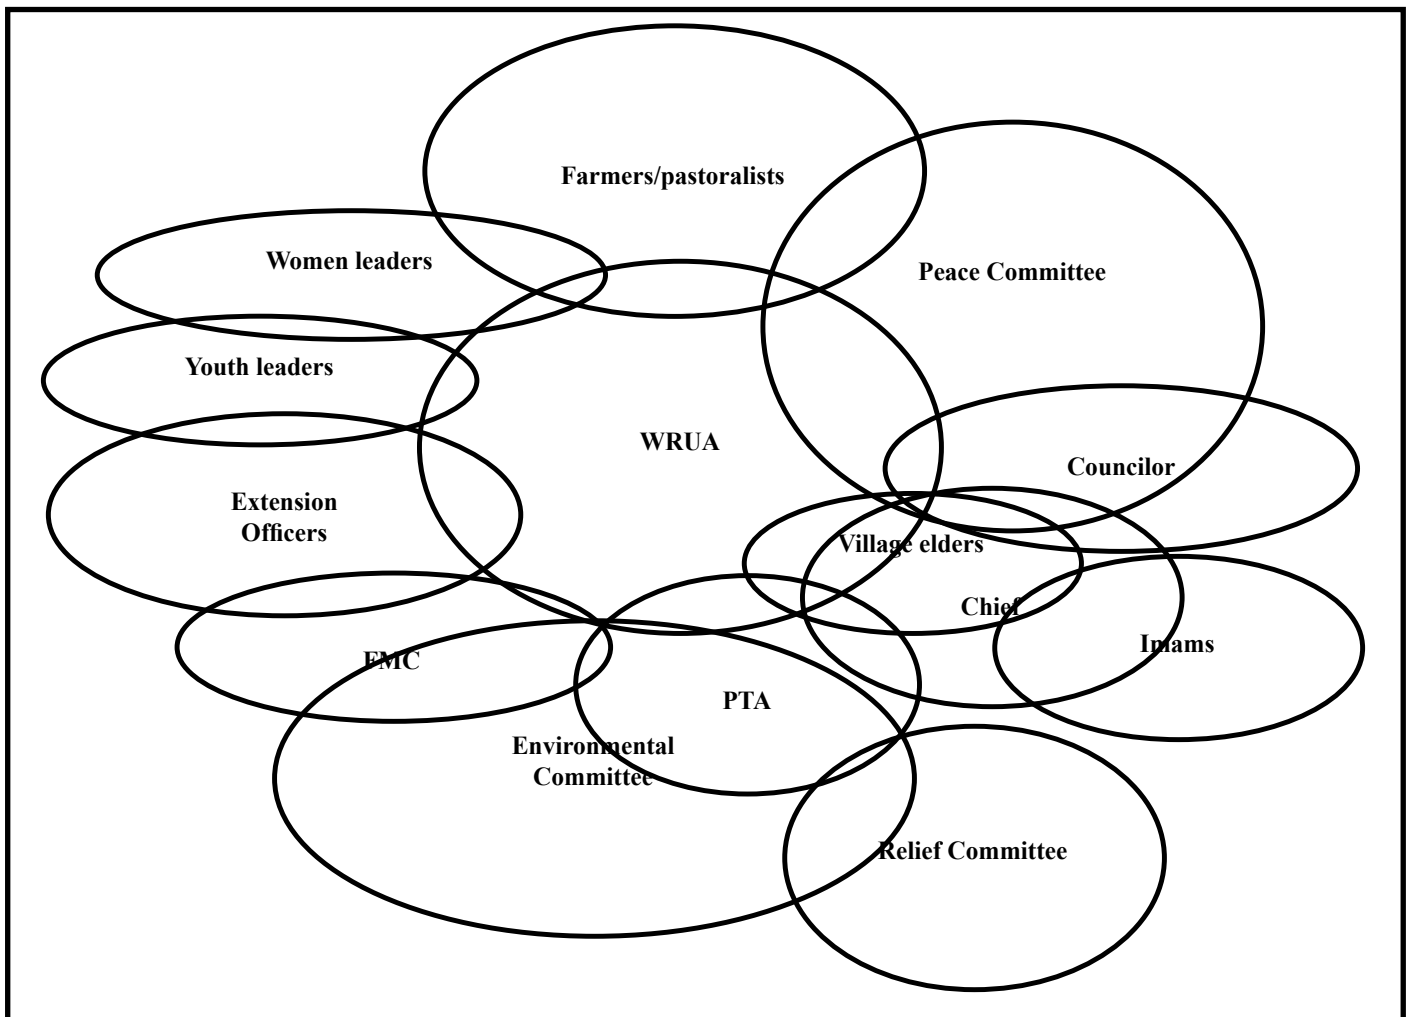 Farmers/pastoralists
Women leaders
Peace Committee
Youth leaders
WRUA
Councilor
Extension
Officers
Village elders
Chief
Imams
FMC
PTA
Environmental
Committee
Relief Committee